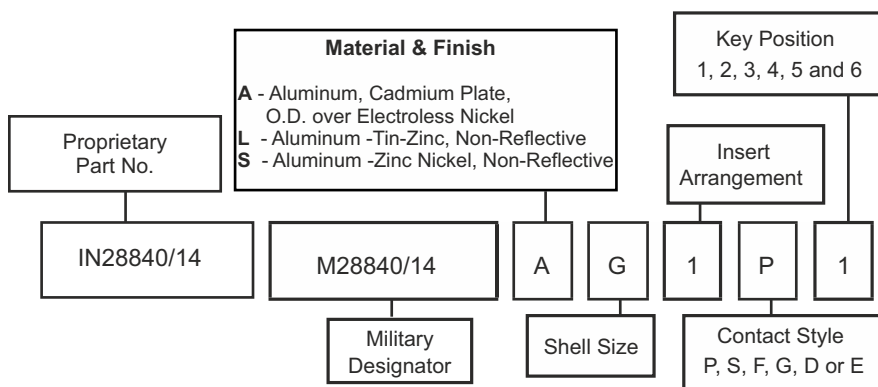 Material & Finish
A - Aluminum, Cadmium Plate,
O.D. over Electroless Nickel
L - Aluminum -Tin-Zinc, Non-Reflective
S - Aluminum -Zinc Nickel, Non-Reflective
Key Position
1, 2, 3, 4, 5 and 6
Proprietary
Part No.
Insert
Arrangement
IN28840/14
M28840/14
A
G
1
P
1
Military
Designator
Shell Size
Contact Style
P, S, F, G, D or E